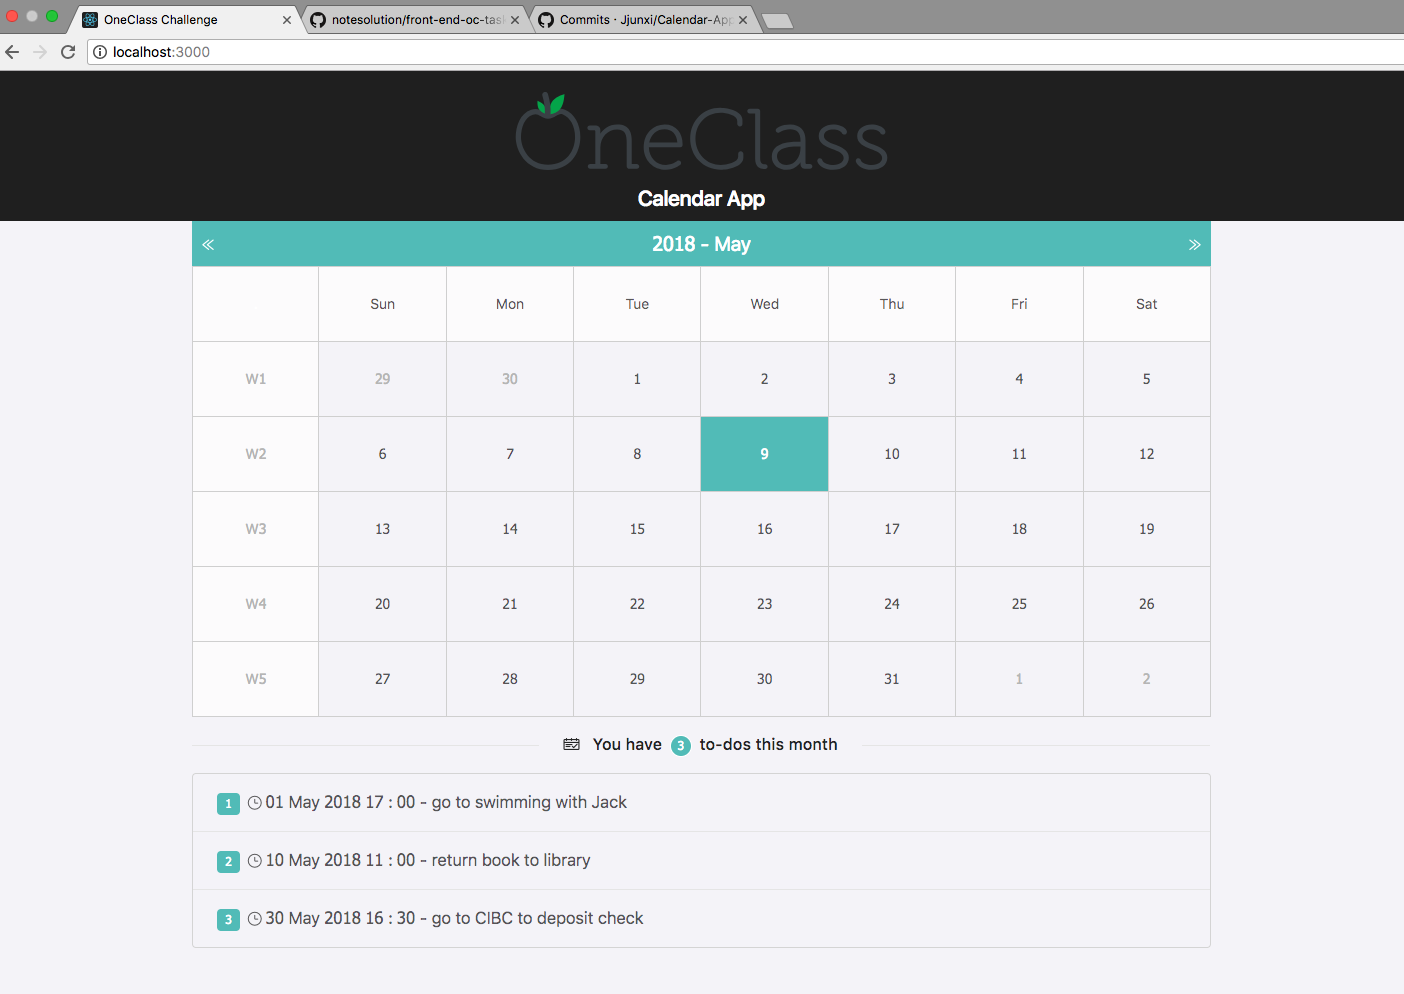 OneClass Challenge
notesolution/front-end-oc-tas
Commits · Jjunxi/Calendar-App
localhost:3000
OneClass
Calendar App
2018 - May
Sun Mon Tue Wed Thu Fri Sat
W1 29 30 1 2 3 4 5
W2 6 7 8 9 10 11 12
W3 13 14 15 16 17 18 19
W4 20 21 22 23 24 25 26
W5 27 28 29 30 31 1 2
You have 3 to-dos this month
1 01 May 2018 17 : 00 - go to swimming with Jack
2 10 May 2018 11 : 00 - return book to library
3 30 May 2018 16 : 30 - go to CIBC to deposit check